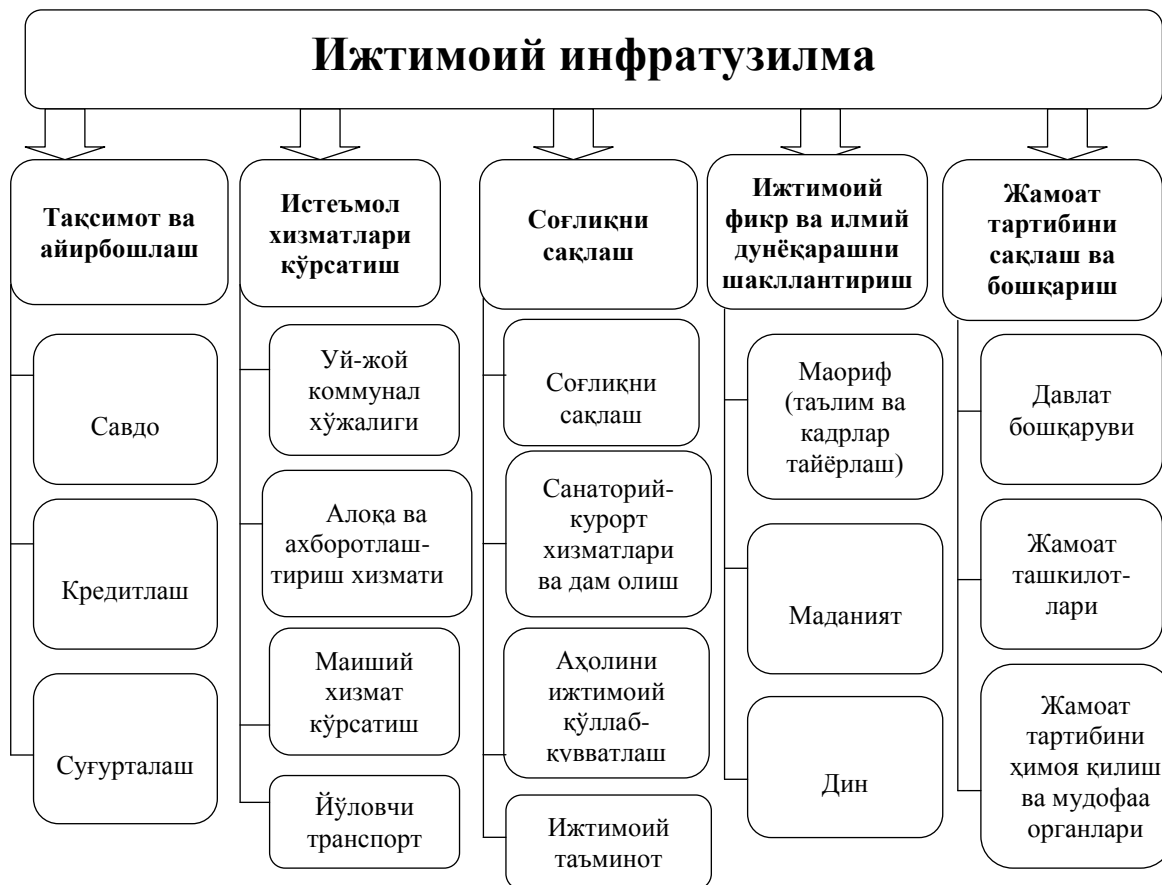 Ижтимоий инфратузилма
Тақсимот ва
айирбошлаш
Савдо
Кредитлаш
Суғурталаш
Истеъмол
хизматлари
кўрсатиш
Уй-жой
коммунал
хўжалиги
Алоқа ва
ахборотлаш-
тириш хизмати
Маиший
хизмат
кўрсатиш
Йўловчи
транспорт
Соғлиқни
сақлаш
Соғлиқни
сақлаш
Санаторий-
курорт
хизматлари
ва дам олиш
Аҳолини
ижтимоий
қўллаб-
қувватлаш
Ижтимоий
таъминот
Ижтимоий
фикр ва илмий
дунёқарашни
шакллантириш
Маориф
(таълим ва
кадрлар
тайёрлаш)
Маданият
Дин
Жамоат
тартибини
сақлаш ва
бошқариш
Давлат
бошқаруви
Жамоат
ташкилот-
лари
Жамоат
тартибини
ҳимоя қилиш
ва мудофаа
органлари